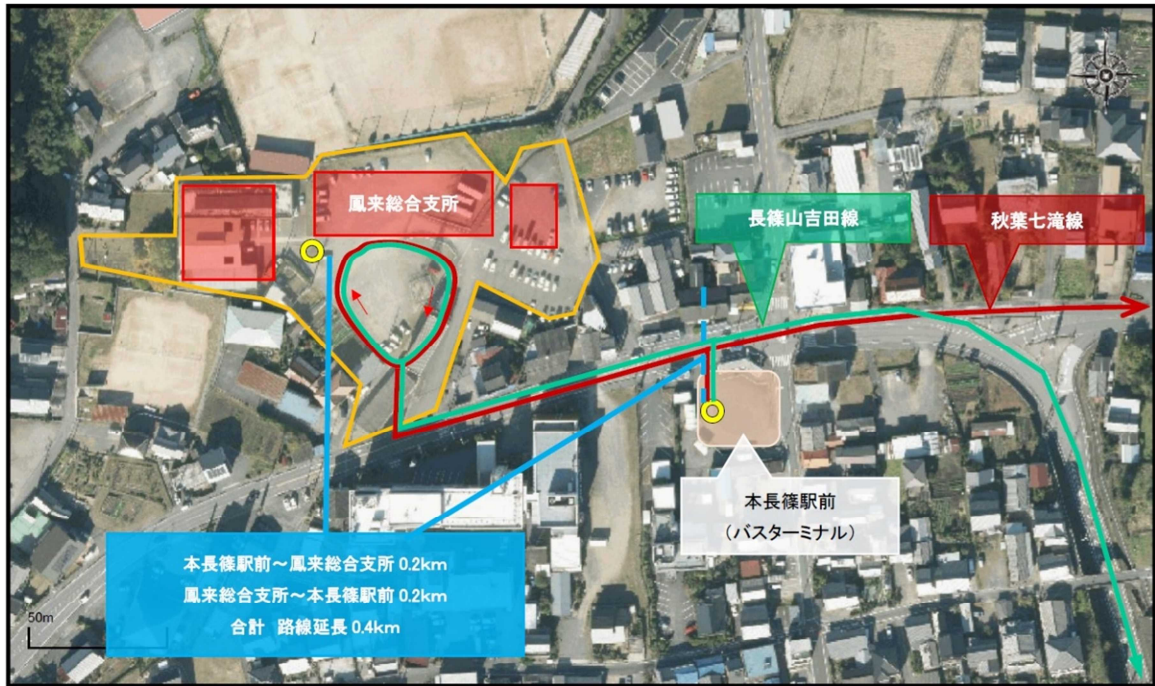 鳳来総合支所
長篠山吉田線
秋葉七滝線
本長篠駅前
（バスターミナル）
本長篠駅前～鳳来総合支所 0.2km
鳳来総合支所～本長篠駅前 0.2km
合計 路線延長 0.4km
50m